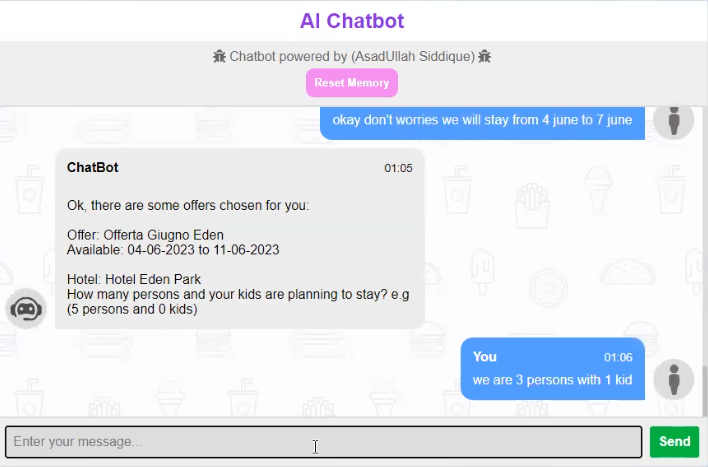 AI Chatbot
Chatbot powered by (AsadUllah Siddique)
Reset Memory
okay don't worries we will stay from 4 june to 7 june
ChatBot 01:05
Ok, there are some offers chosen for you:
Offer: Offerta Giugno Eden
Available: 04-06-2023 to 11-06-2023
Hotel: Hotel Eden Park
How many persons and your kids are planning to stay? e.g
(5 persons and 0 kids)
You 01:06
we are 3 persons with 1 kid
Enter your message... Send